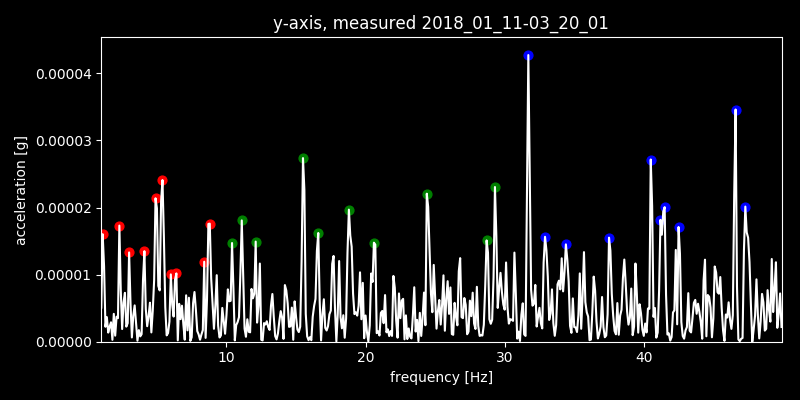 y-axis, measured 2018_01_11-03_20_01
acceleration [g]
0.00004
0.00003
0.00002
0.00001
0.00000
10 20 30 40
frequency [Hz]